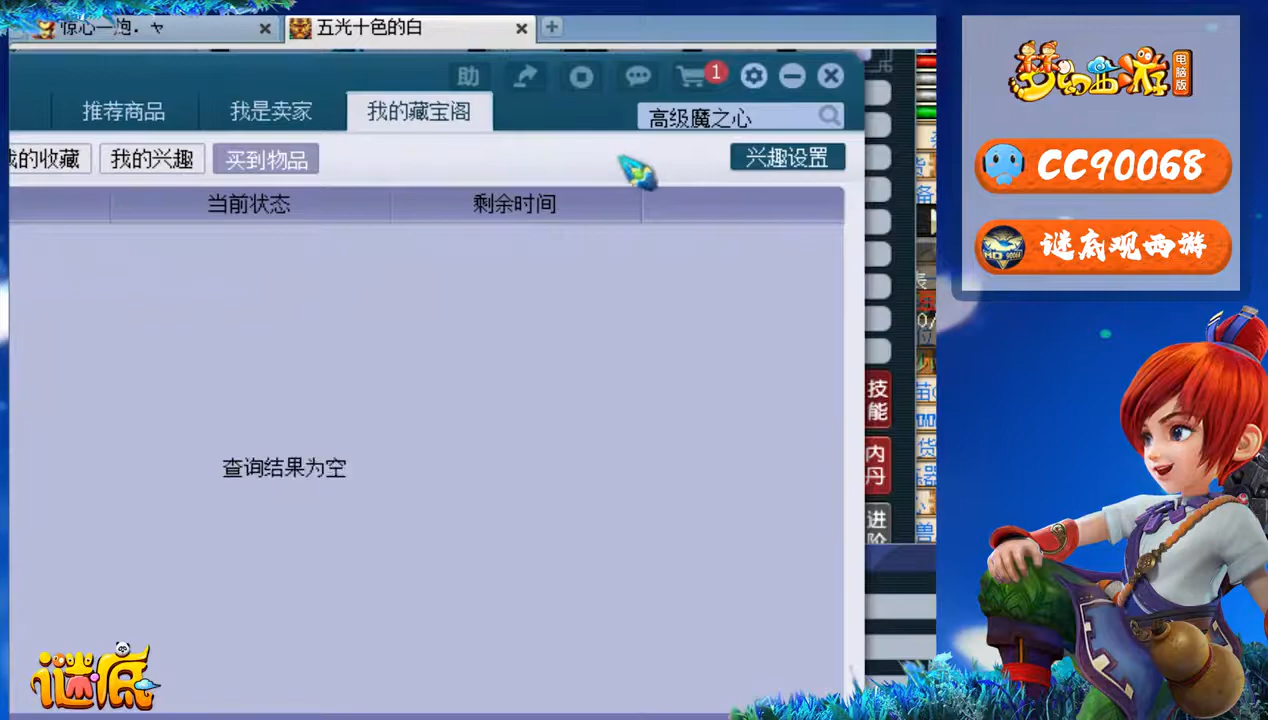 惊心一炮．ヤ
五光十色的白
助
1
推荐商品
我是卖家
我的藏宝阁
高级魔之心
我的收藏
我的兴趣
买到物品
兴趣设置
当前状态
剩余时间
查询结果为空
技能
内丹
进阶
梦幻西游
电脑版
CC90068
谜底观西游
谜底